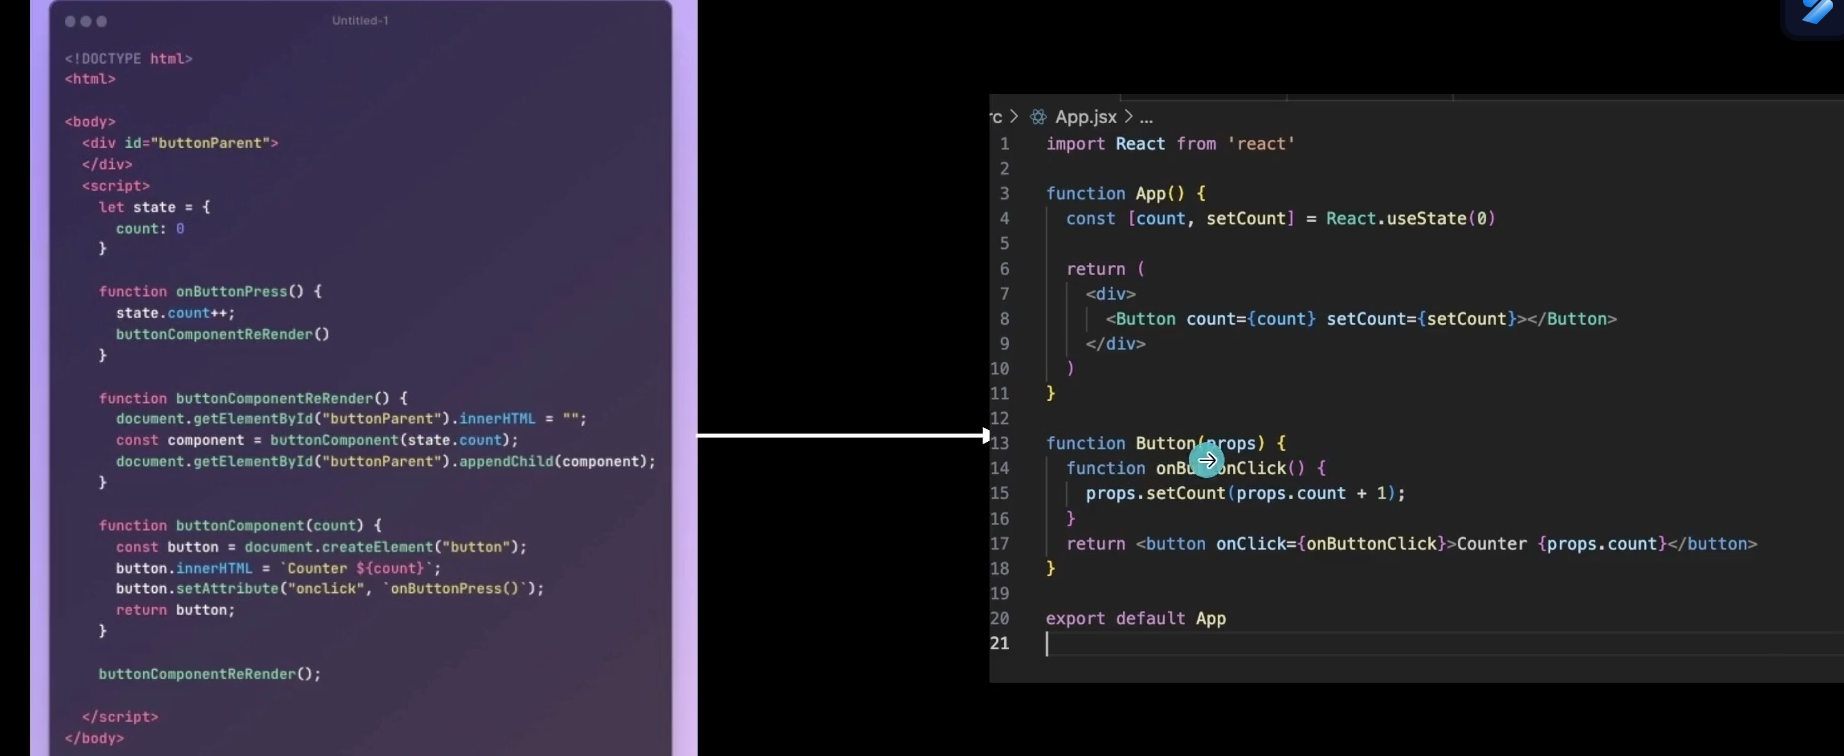 Untitled-1
<!DOCTYPE html>
<html>
<body>
<div id="buttonParent">
</div>
<script>
let state = {
count: 0
}
function onButtonPress() {
state.count++;
buttonComponentReRender()
}
function buttonComponentReRender() {
document.getElementById("buttonParent").innerHTML = "";
const component = buttonComponent(state.count);
document.getElementById("buttonParent").appendChild(component);
}
function buttonComponent(count) {
const button = document.createElement("button");
button.innerHTML = `Counter ${count}`;
button.setAttribute("onclick", `onButtonPress()`);
return button;
}
buttonComponentReRender();
</script>
</body>
rc > App.jsx > ...
1 import React from 'react'
2
3 function App() {
4 const [count, setCount] = React.useState(0)
5
6 return (
7 <div>
8 <Button count={count} setCount={setCount}></Button>
9 </div>
10 )
11 }
12
13 function Button(props) {
14 function onButtonClick() {
15 props.setCount(props.count + 1);
16 }
17 return <button onClick={onButtonClick}>Counter {props.count}</button>
18 }
19
20 export default App
21